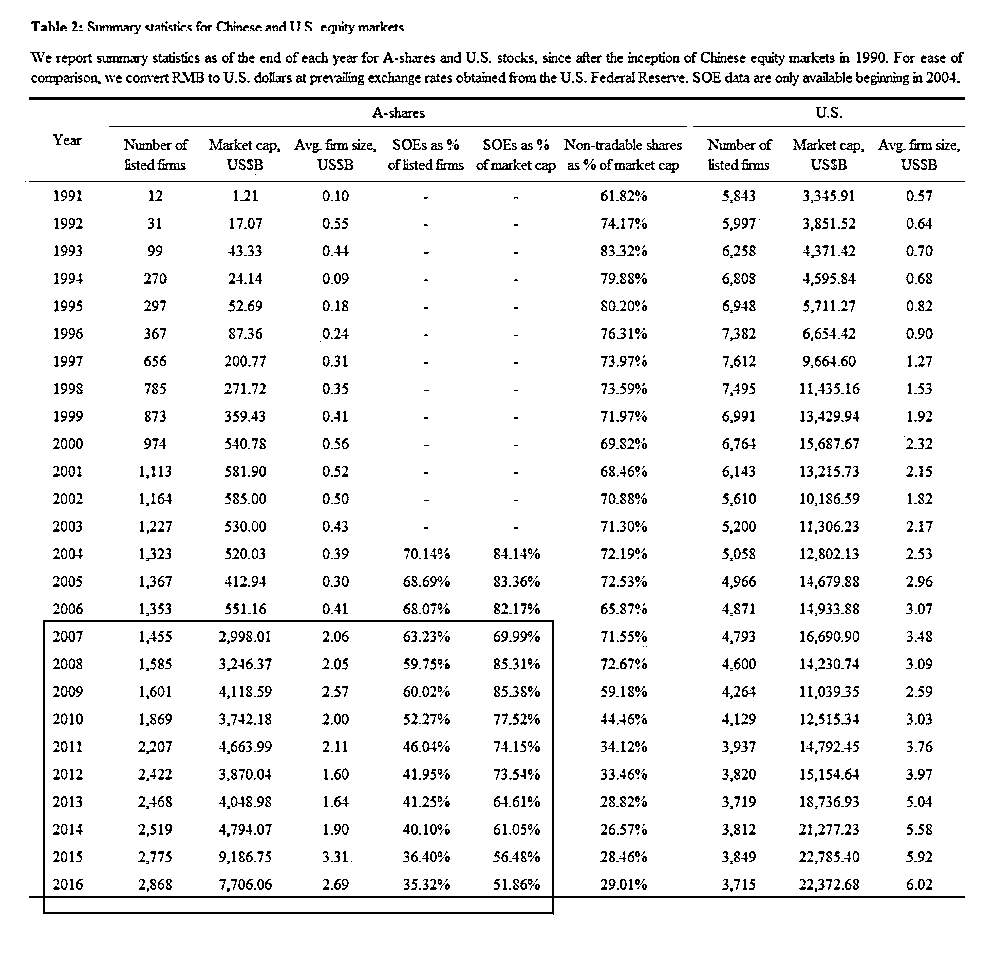 Table 2: Summary statistics for Chinese and U.S. equity markets
We report summary statistics as of the end of each year for A-shares and U.S. stocks, since after the inception of Chinese equity markets in 1990. For ease of
comparison, we convert RMB to U.S. dollars at prevailing exchange rates obtained from the U.S. Federal Reserve. SOE data are only available beginning in 2004.
A-shares U.S.
Year Number of Market cap, Avg. firm size, SOEs as % SOEs as % Non-tradable shares Number of Market cap, Avg. firm size,
listed firms US$B US$B of listed firms of market cap as % of market cap listed firms US$B US$B
1991 12 1.21 0.10 - - 61.82% 5,843 3,345.91 0.57
1992 31 17.07 0.55 - - 74.17% 5,997 3,851.52 0.64
1993 99 43.33 0.44 - - 83.32% 6,258 4,371.42 0.70
1994 270 24.14 0.09 - - 79.88% 6,808 4,595.84 0.68
1995 297 52.69 0.18 - - 80.20% 6,948 5,711.27 0.82
1996 367 87.36 0.24 - - 76.31% 7,382 6,654.42 0.90
1997 656 200.77 0.31 - - 73.97% 7,612 9,664.60 1.27
1998 785 271.72 0.35 - - 73.59% 7,495 11,435.16 1.53
1999 873 359.43 0.41 - - 71.97% 6,991 13,429.94 1.92
2000 974 540.78 0.56 - - 69.82% 6,764 15,687.67 2.32
2001 1,113 581.90 0.52 - - 68.46% 6,143 13,215.73 2.15
2002 1,164 585.00 0.50 - - 70.88% 5,610 10,186.59 1.82
2003 1,227 530.00 0.43 - - 71.30% 5,200 11,306.23 2.17
2004 1,323 520.03 0.39 70.14% 84.14% 72.19% 5,058 12,802.13 2.53
2005 1,367 412.94 0.30 68.69% 83.36% 72.53% 4,966 14,679.88 2.96
2006 1,353 551.16 0.41 68.07% 82.17% 65.87% 4,871 14,933.88 3.07
2007 1,455 2,998.01 2.06 63.23% 69.99% 71.55% 4,793 16,690.90 3.48
2008 1,585 3,246.37 2.05 59.75% 85.31% 72.67% 4,600 14,230.74 3.09
2009 1,601 4,118.59 2.57 60.02% 85.38% 59.18% 4,264 11,039.35 2.59
2010 1,869 3,742.18 2.00 52.27% 77.52% 44.46% 4,129 12,515.34 3.03
2011 2,207 4,663.99 2.11 46.04% 74.15% 34.12% 3,937 14,792.45 3.76
2012 2,422 3,870.04 1.60 41.95% 73.54% 33.46% 3,820 15,154.64 3.97
2013 2,468 4,048.98 1.64 41.25% 64.61% 28.82% 3,719 18,736.93 5.04
2014 2,519 4,794.07 1.90 40.10% 61.05% 26.57% 3,812 21,277.23 5.58
2015 2,775 9,186.75 3.31 36.40% 56.48% 28.46% 3,849 22,785.40 5.92
2016 2,868 7,706.06 2.69 35.32% 51.86% 29.01% 3,715 22,372.68 6.02